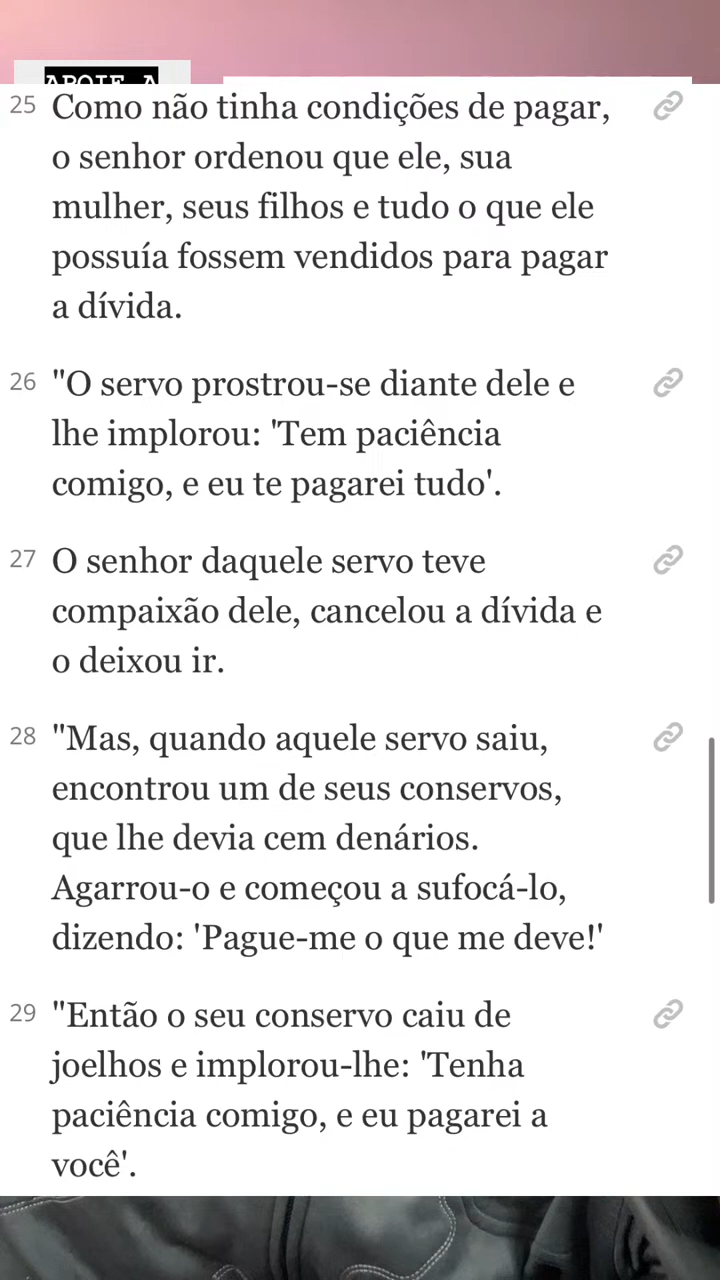 APOIE A
25 Como não tinha condições de pagar,
o senhor ordenou que ele, sua
mulher, seus filhos e tudo o que ele
possuía fossem vendidos para pagar
a dívida.
26 "O servo prostrou-se diante dele e
lhe implorou: 'Tem paciência
comigo, e eu te pagarei tudo'.
27 O senhor daquele servo teve
compaixão dele, cancelou a dívida e
o deixou ir.
28 "Mas, quando aquele servo saiu,
encontrou um de seus conservos,
que lhe devia cem denários.
Agarrou-o e começou a sufocá-lo,
dizendo: 'Pague-me o que me deve!'
29 "Então o seu conservo caiu de
joelhos e implorou-lhe: 'Tenha
paciência comigo, e eu pagarei a
você'.